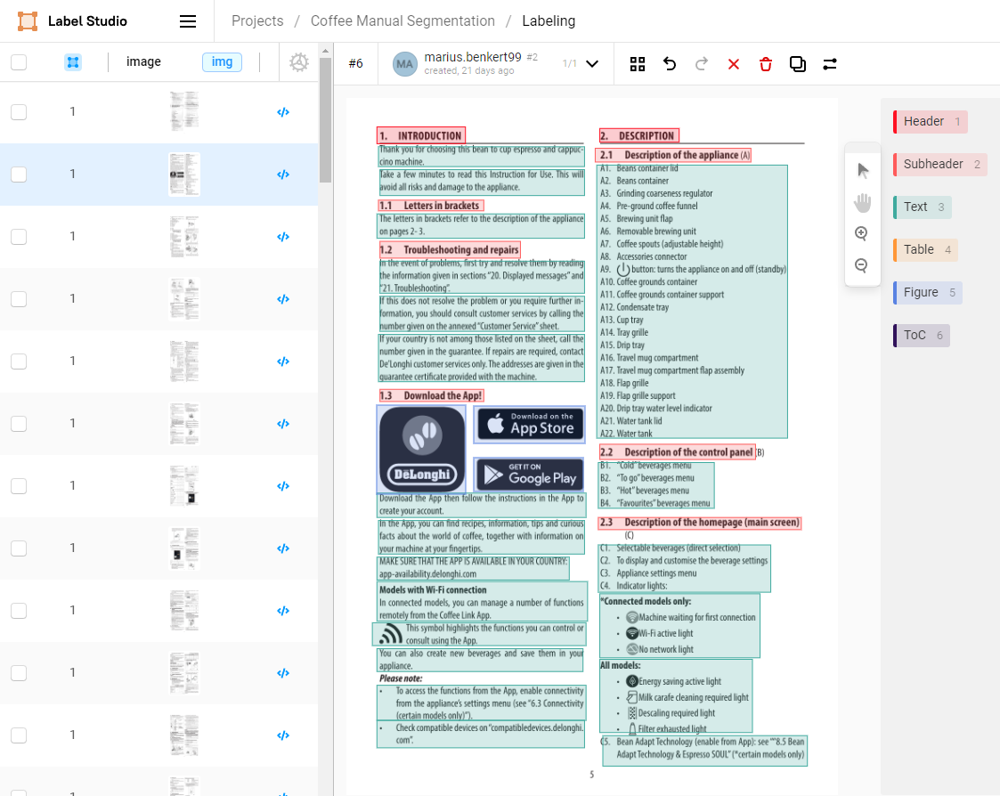 Label Studio
Projects / Coffee Manual Segmentation / Labeling
image
img
#6
MA
marius.benkert99 #2
created, 21 days ago
1/1
1
1
1
1
1
1
1
1
1
1
1
1
1. INTRODUCTION
Thank you for choosing this bean to cup espresso and cappuc-
cino machine.
Take a few minutes to read this Instruction for Use. This will
avoid all risks and damage to the appliance.
1.1 Letters in brackets
The letters in brackets refer to the description of the appliance
on pages 2- 3.
1.2 Troubleshooting and repairs
In the event of problems, first try and resolve them by reading
the information given in sections "20. Displayed messages" and
"21. Troubleshooting".
If this does not resolve the problem or you require further in-
formation, you should consult customer services by calling the
number given on the annexed "Customer Service" sheet.
If your country is not among those listed on the sheet, call the
number given in the guarantee. If repairs are required, contact
De'Longhi customer services only. The addresses are given in the
guarantee certificate provided with the machine.
1.3 Download the App!
DeLonghi
Download on the
App Store
GET IT ON
Google Play
Download the App then follow the instructions in the App to
create your account.
In the App, you can find recipes, information, tips and curious
facts about the world of coffee, together with information on
your machine at your fingertips.
MAKE SURE THAT THE APP IS AVAILABLE IN YOUR COUNTRY:
app-availability.delonghi.com
Models with Wi-Fi connection
In connected models, you can manage a number of functions
remotely from the Coffee Link App.
This symbol highlights the functions you can control or
consult using the App.
You can also create new beverages and save them in your
appliance.
Please note:
• To access the functions from the App, enable connectivity
from the appliance's settings menu (see "6.3 Connectivity
(certain models only)").
• Check compatible devices on "compatibledevices.delonghi.
com".
2. DESCRIPTION
2.1 Description of the appliance (A)
A1. Beans container lid
A2. Beans container
A3. Grinding coarseness regulator
A4. Pre-ground coffee funnel
A5. Brewing unit flap
A6. Removable brewing unit
A7. Coffee spouts (adjustable height)
A8. Accessories connector
A9. button: turns the appliance on and off (standby)
A10. Coffee grounds container
A11. Coffee grounds container support
A12. Condensate tray
A13. Cup tray
A14. Tray grille
A15. Drip tray
A16. Travel mug compartment
A17. Travel mug compartment flap assembly
A18. Flap grille
A19. Flap grille support
A20. Drip tray water level indicator
A21. Water tank lid
A22. Water tank
2.2 Description of the control panel (B)
B1. "Cold" beverages menu
B2. "To go" beverages menu
B3. "Hot" beverages menu
B4. "Favourites" beverages menu
2.3 Description of the homepage (main screen)
(C)
C1. Selectable beverages (direct selection)
C2. To display and customise the beverage settings
C3. Appliance settings menu
C4. Indicator lights:
*Connected models only:
• Machine waiting for first connection
• Wi-Fi active light
• No network light
All models:
• Energy saving active light
• Milk carafe cleaning required light
• Descaling required light
• Filter exhausted light
C5. Bean Adapt Technology (enable from App): see ""8.5 Bean
Adapt Technology & Espresso SOUL" (*certain models only)
5
Header 1
Subheader 2
Text 3
Table 4
Figure 5
ToC 6